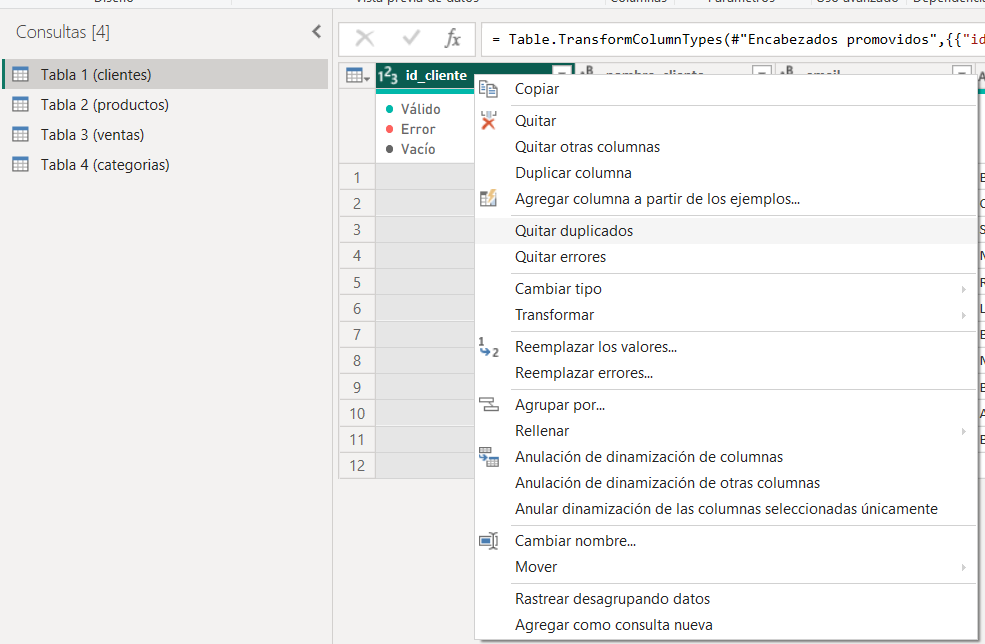 Diseño
Vista previa de datos
Columnas
Parámetros
Uso avanzado
Dependencia
Consultas [4]
fx
= Table.TransformColumnTypes(#"Encabezados promovidos",{{"id
Tabla 1 (clientes)
Tabla 2 (productos)
Tabla 3 (ventas)
Tabla 4 (categorias)
1²3 id_cliente
nombre_cliente
email
Válido
Error
Vacío
1
2
3
4
5
6
7
8
9
10
11
12
Copiar
Quitar
Quitar otras columnas
Duplicar columna
Agregar columna a partir de los ejemplos...
Quitar duplicados
Quitar errores
Cambiar tipo
Transformar
Reemplazar los valores...
Reemplazar errores...
Agrupar por...
Rellenar
Anulación de dinamización de columnas
Anulación de dinamización de otras columnas
Anular dinamización de las columnas seleccionadas únicamente
Cambiar nombre...
Mover
Rastrear desagrupando datos
Agregar como consulta nueva